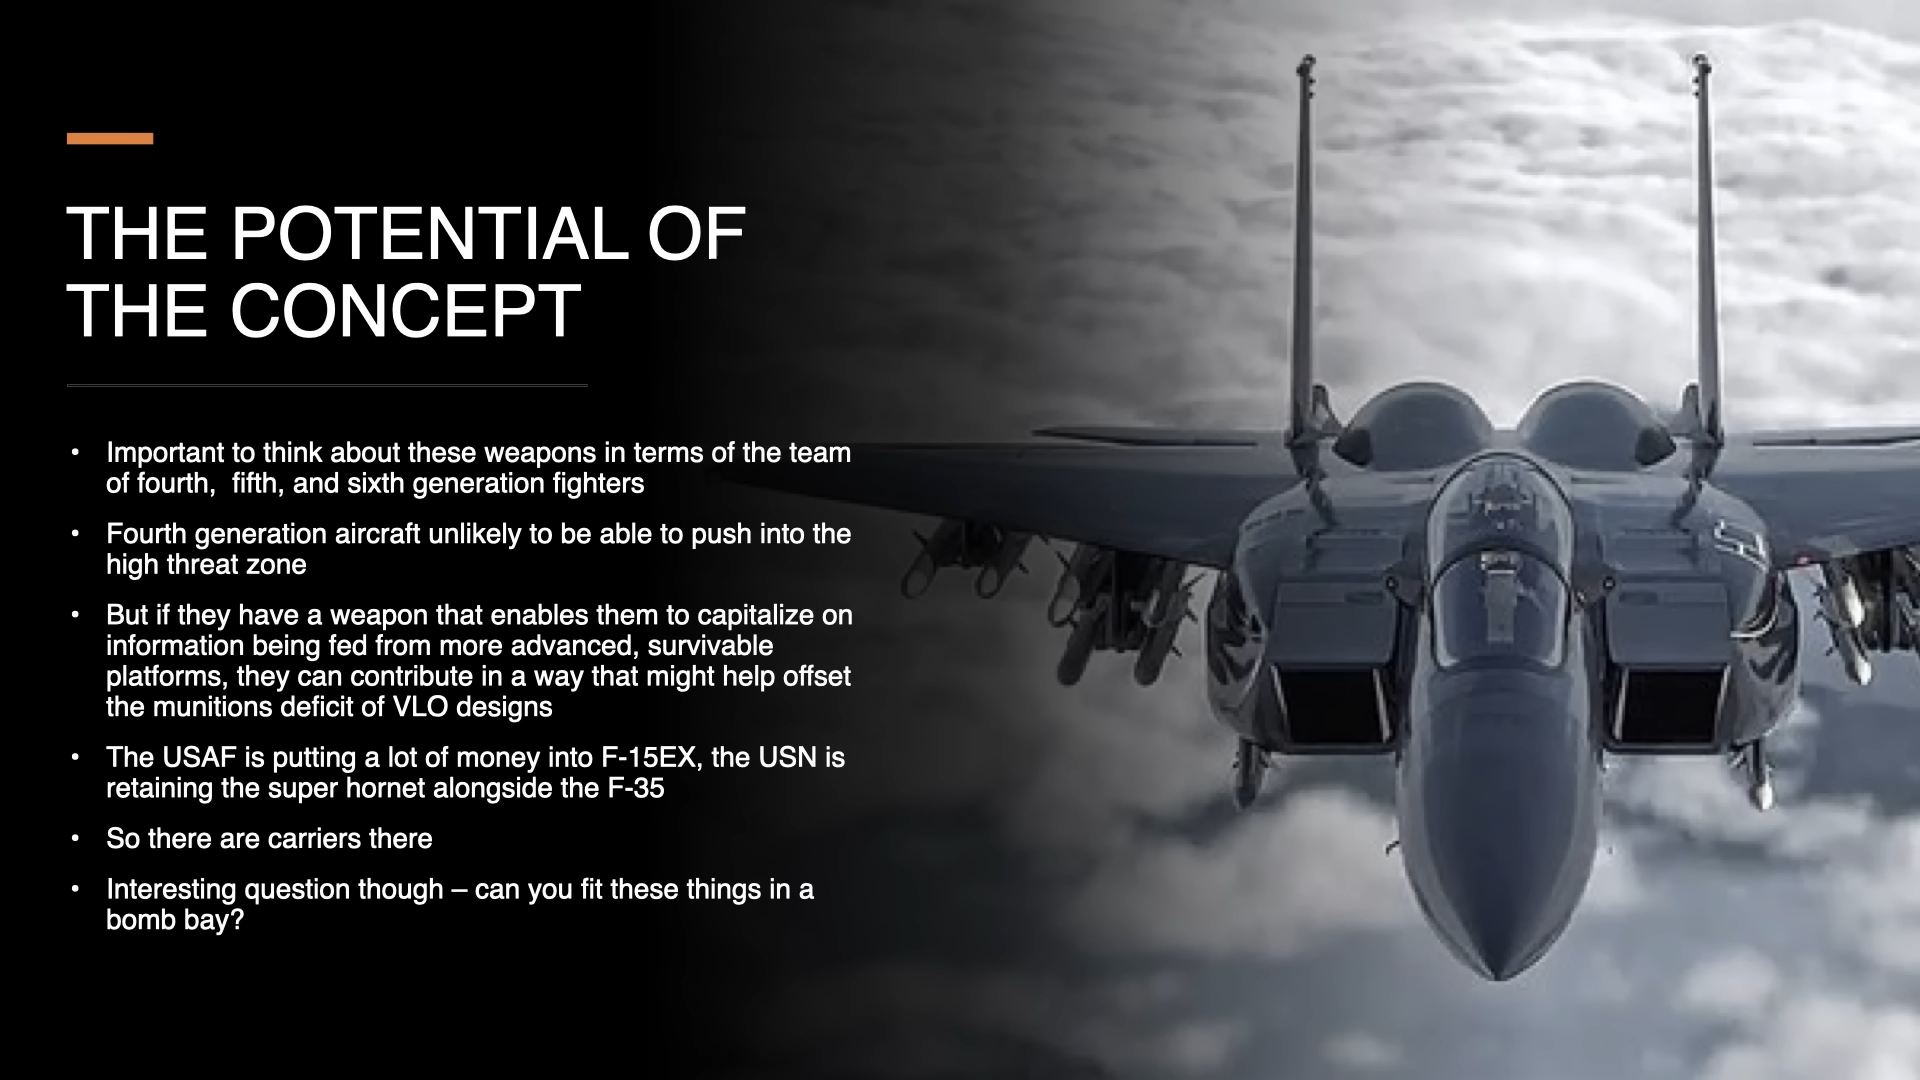 THE POTENTIAL OF
THE CONCEPT
• Important to think about these weapons in terms of the team
of fourth,  fifth, and sixth generation fighters
• Fourth generation aircraft unlikely to be able to push into the
high threat zone
• But if they have a weapon that enables them to capitalize on
information being fed from more advanced, survivable
platforms, they can contribute in a way that might help offset
the munitions deficit of VLO designs
• The USAF is putting a lot of money into F-15EX, the USN is
retaining the super hornet alongside the F-35
• So there are carriers there
• Interesting question though – can you fit these things in a
bomb bay?